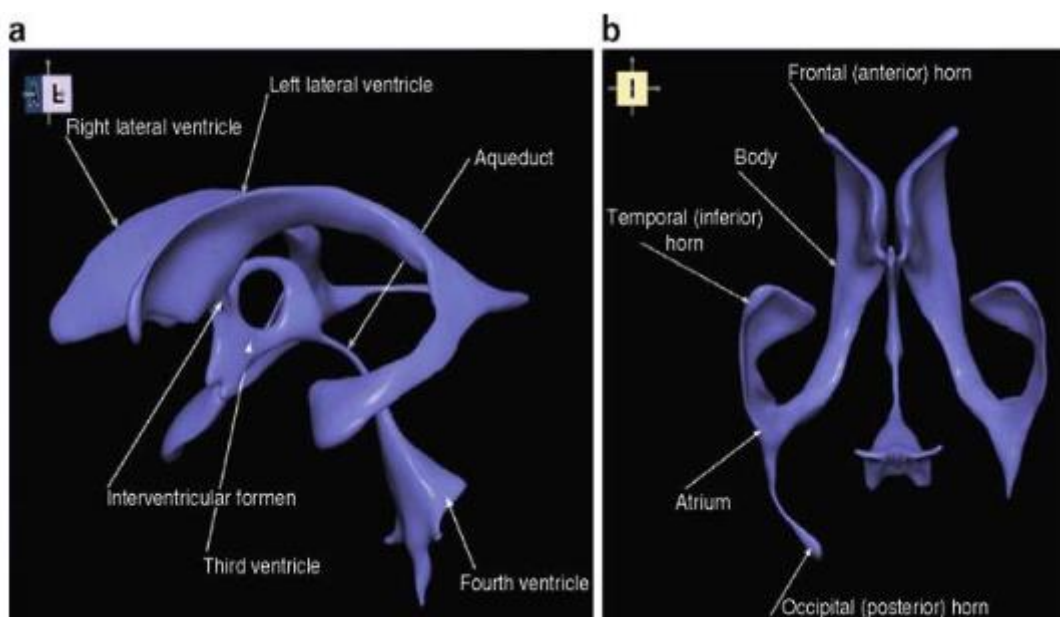 a
b
Left lateral ventricle
Right lateral ventricle
Aqueduct
Interventricular formen
Third ventricle
Fourth ventricle
Frontal (anterior) horn
Body
Temporal (inferior)
horn
Atrium
Occipital (posterior) horn